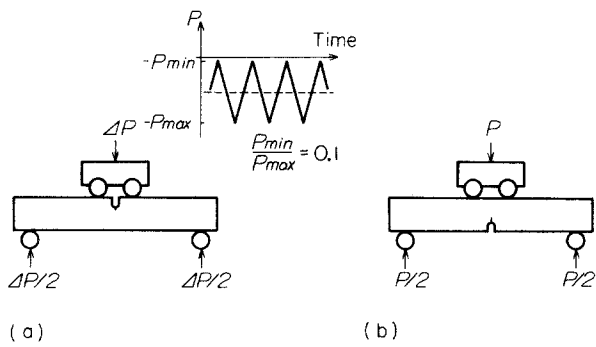 P
Time
-Pmin
-Pmax
Pmin/Pmax = 0.1
ΔP
P
ΔP/2
ΔP/2
P/2
P/2
(a)
(b)